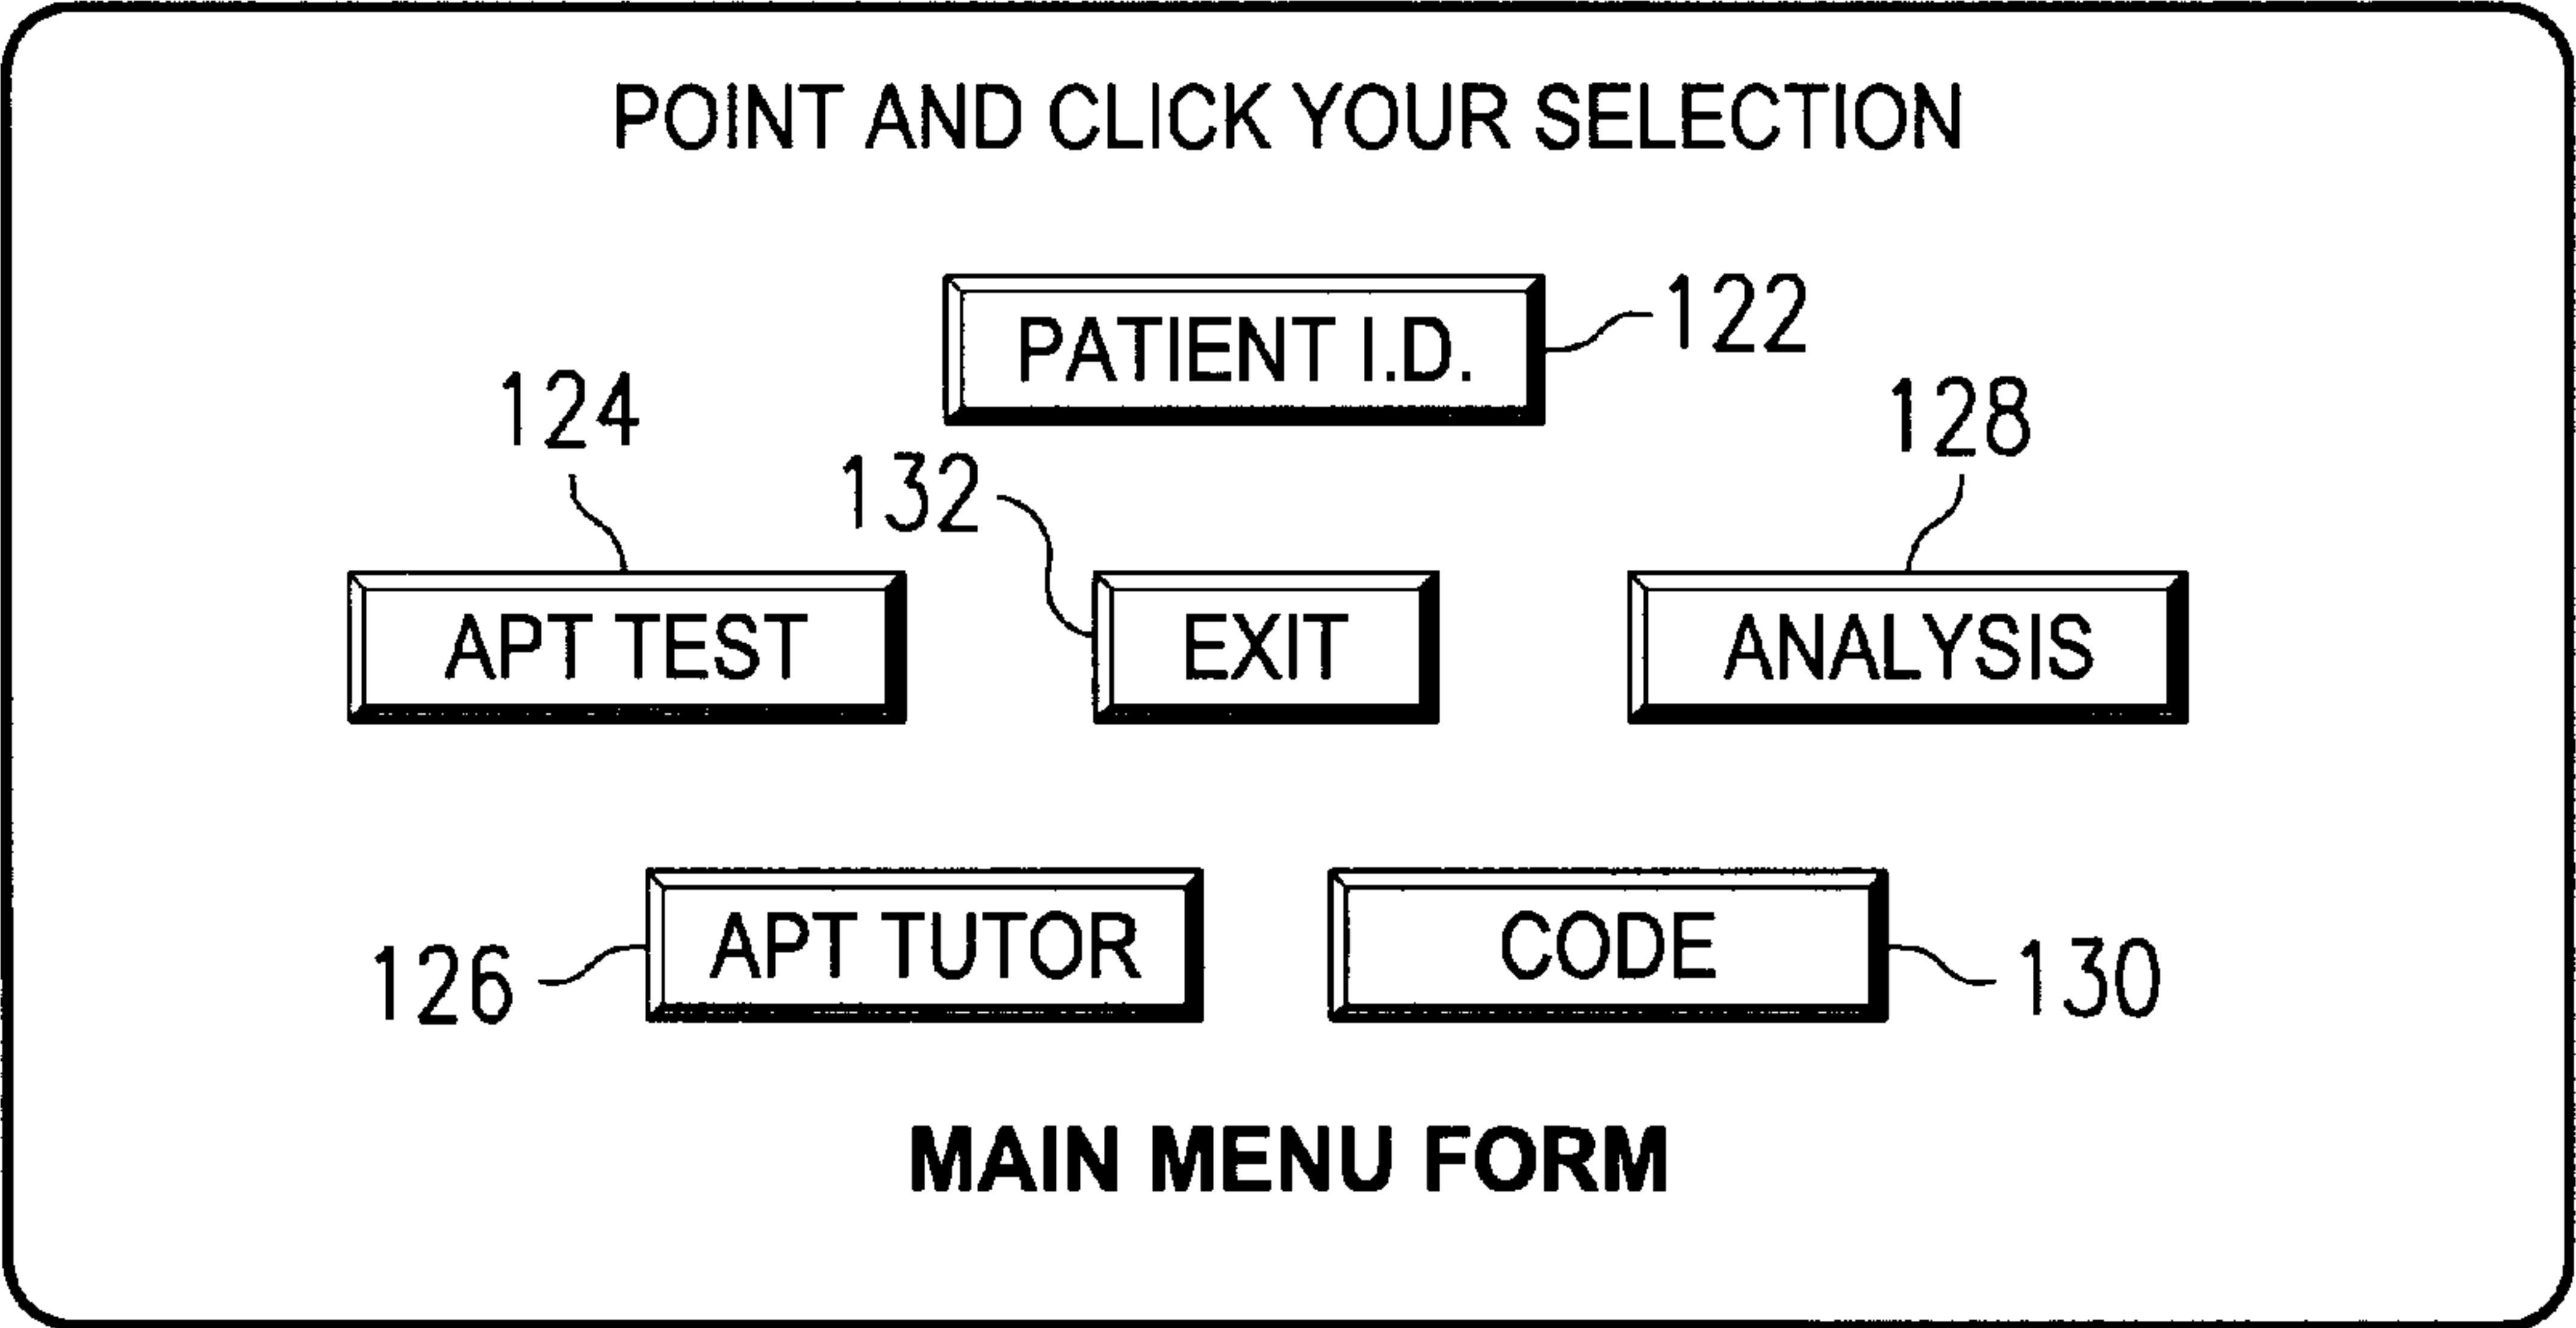 POINT AND CLICK YOUR SELECTION
PATIENT I.D. 122
124 132 128
APT TEST EXIT ANALYSIS
126 APT TUTOR CODE 130
MAIN MENU FORM